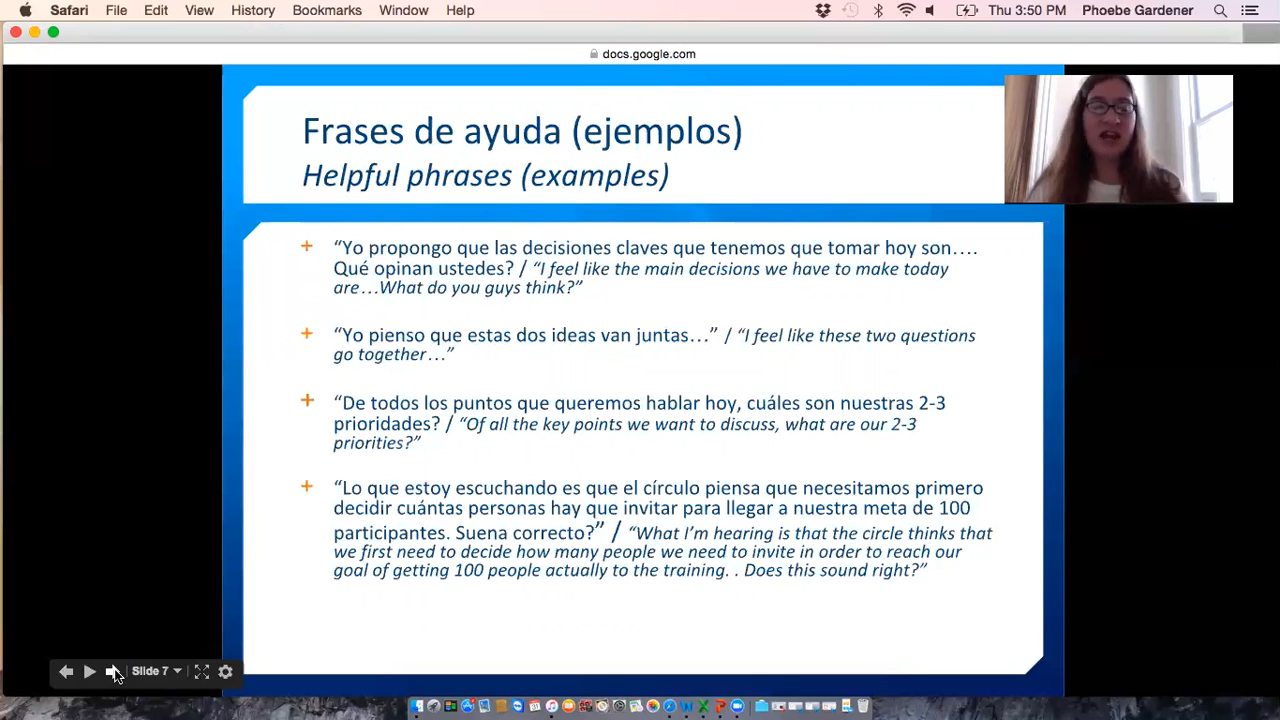 Safari File Edit View History Bookmarks Window Help Thu 3:50 PM Phoebe Gardener
docs.google.com
Frases de ayuda (ejemplos)
Helpful phrases (examples)
+ “Yo propongo que las decisiones claves que tenemos que tomar hoy son….
Qué opinan ustedes? / “I feel like the main decisions we have to make today
are…What do you guys think?”
+ “Yo pienso que estas dos ideas van juntas…” / “I feel like these two questions
go together…”
+ “De todos los puntos que queremos hablar hoy, cuáles son nuestras 2-3
prioridades? / “Of all the key points we want to discuss, what are our 2-3
priorities?”
+ “Lo que estoy escuchando es que el círculo piensa que necesitamos primero
decidir cuántas personas hay que invitar para llegar a nuestra meta de 100
participantes. Suena correcto?” / “What I’m hearing is that the circle thinks that
we first need to decide how many people we need to invite in order to reach our
goal of getting 100 people actually to the training. . Does this sound right?”
Slide 7